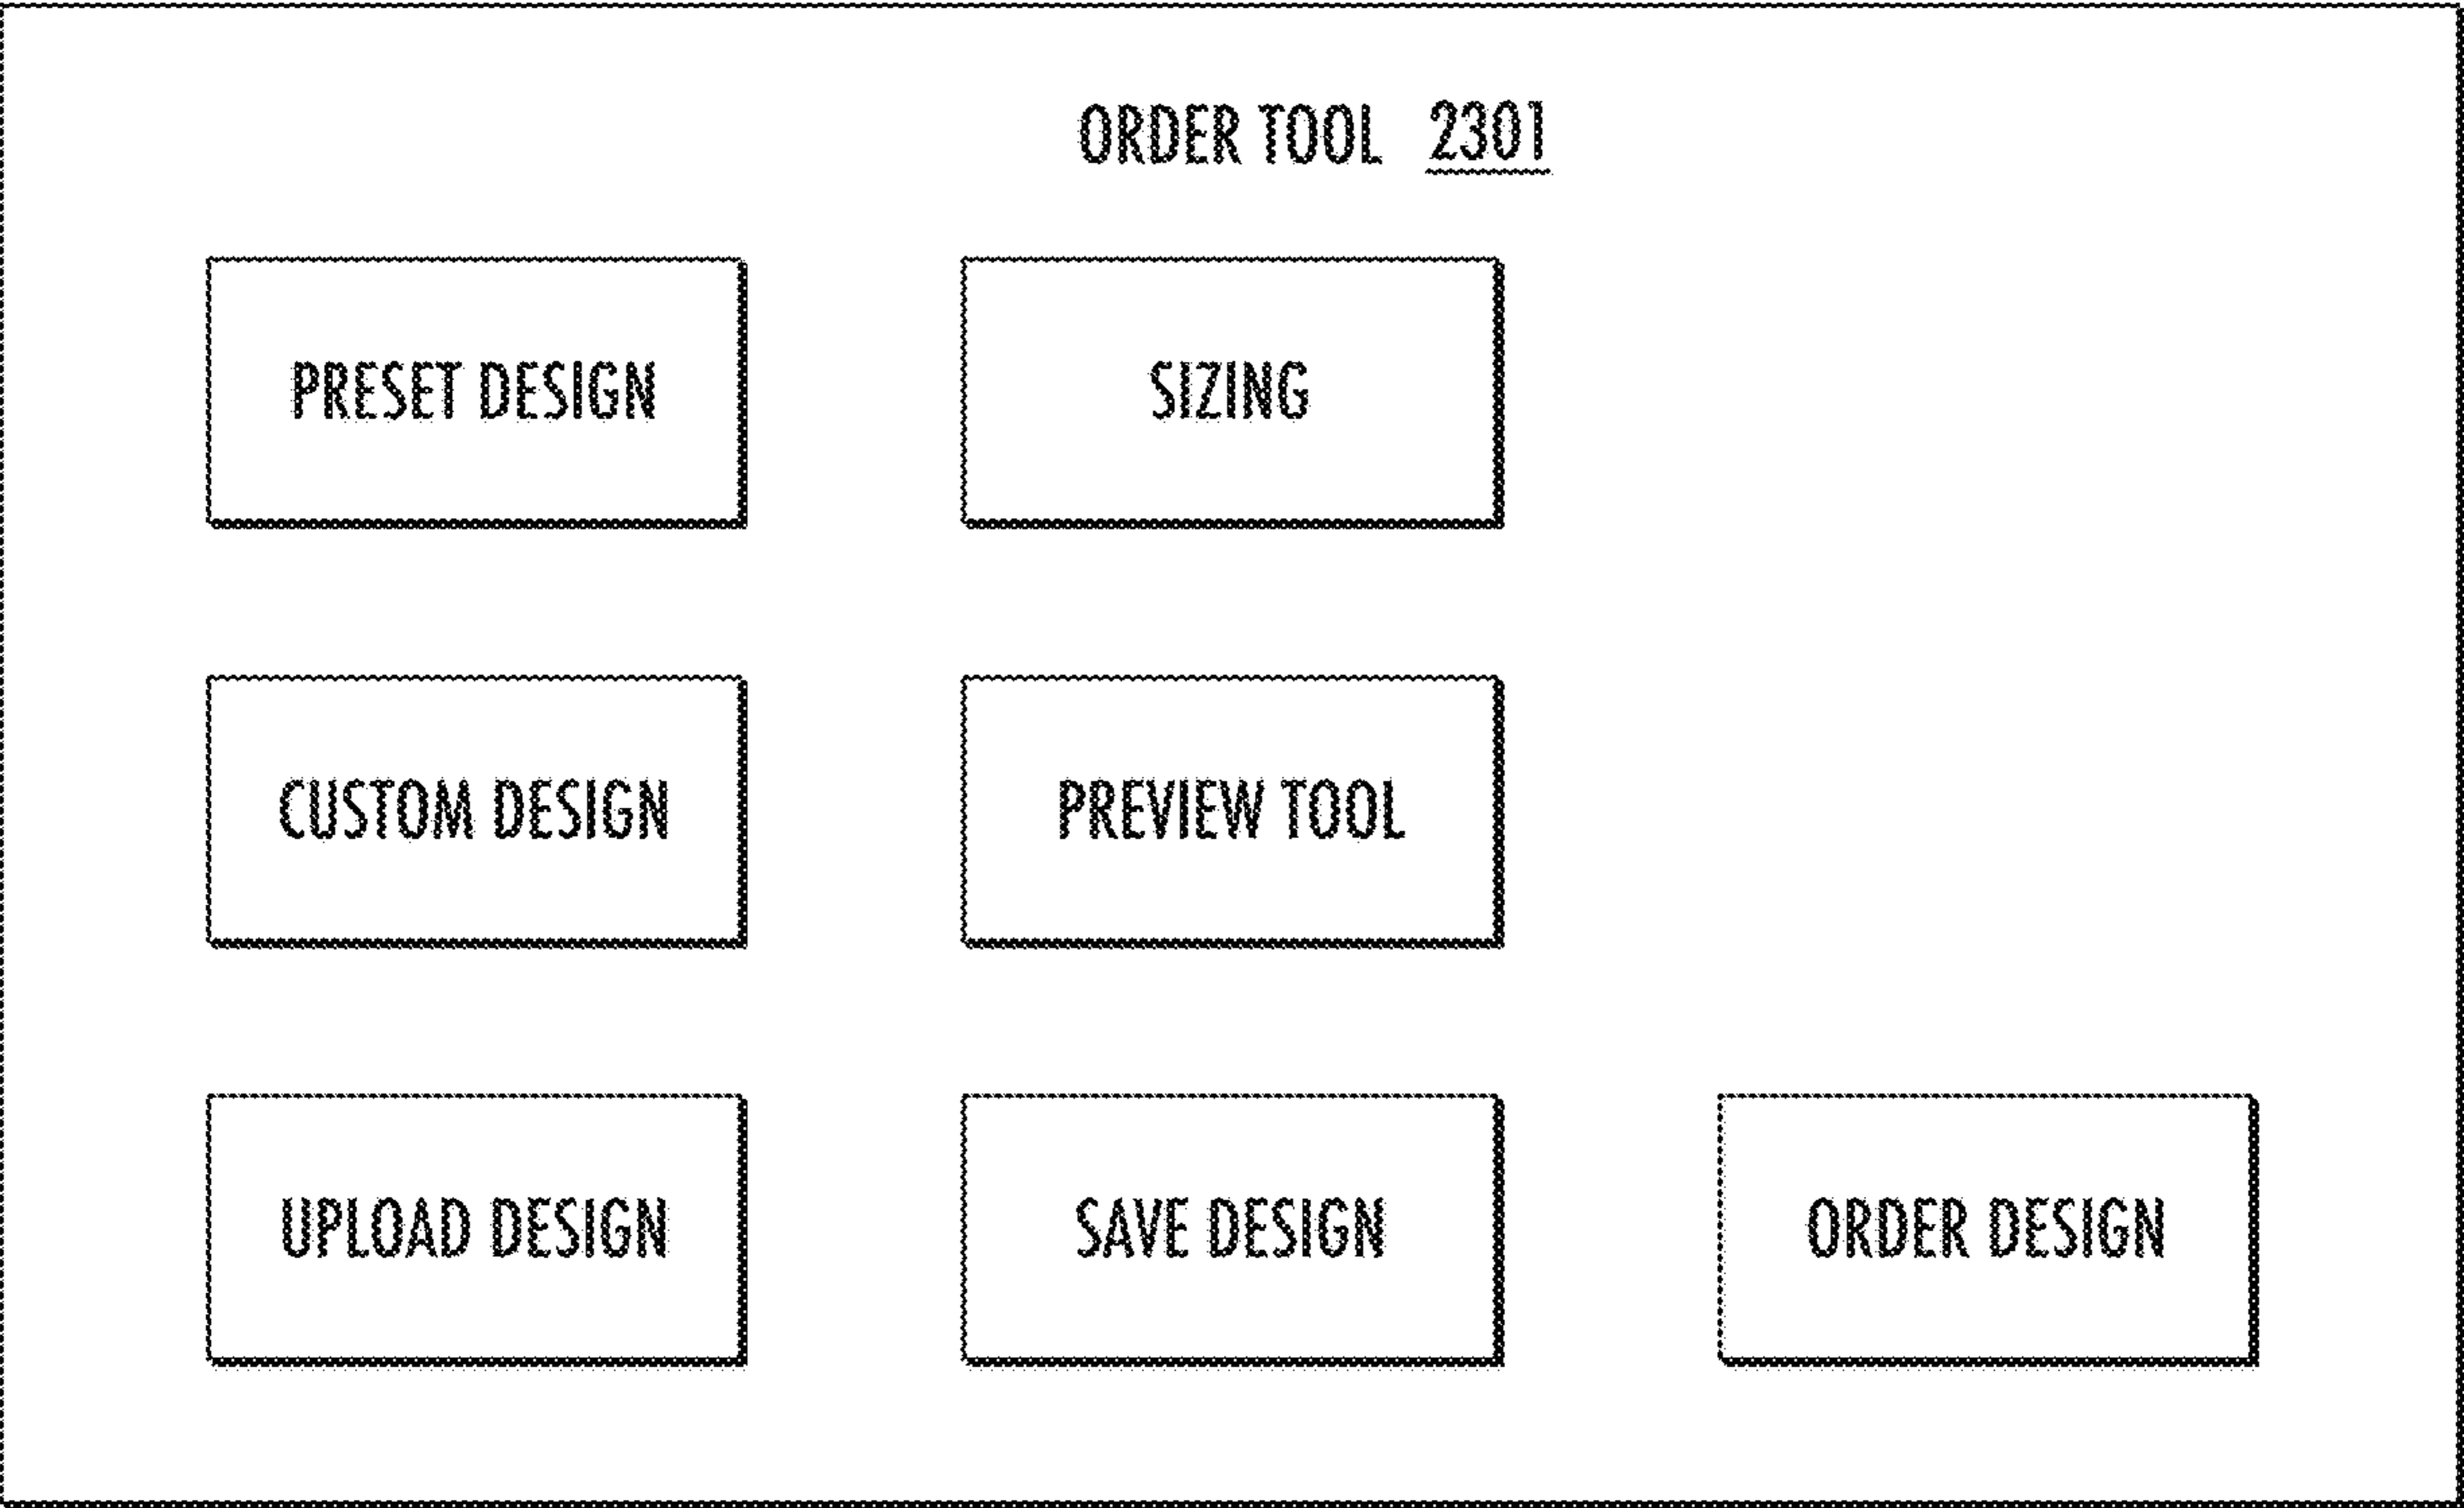 ORDER TOOL 2301
PRESET DESIGN
SIZING
CUSTOM DESIGN
PREVIEW TOOL
UPLOAD DESIGN
SAVE DESIGN
ORDER DESIGN